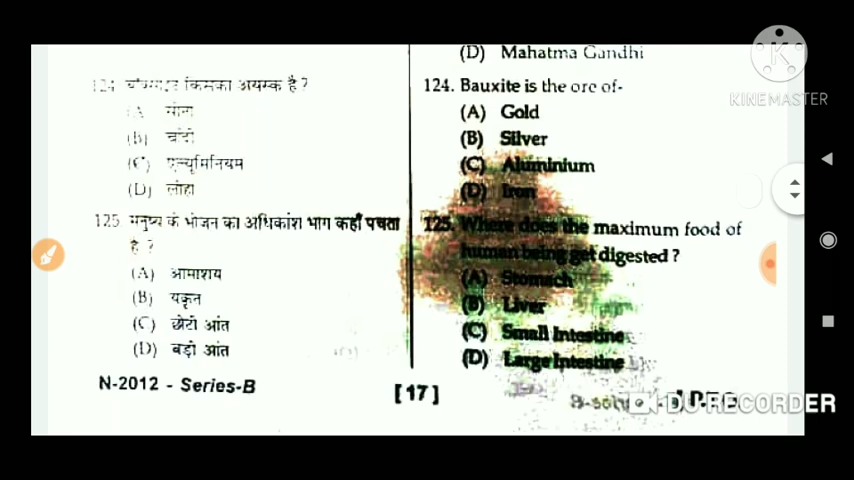 124. बॉक्साइट किसका अयस्क है ?
(A) सोना
(B) चाँदी
(C) एल्यूमिनियम
(D) लोहा
125. मनुष्य के भोजन का अधिकांश भाग कहाँ पचता
है ?
(A) आमाशय
(B) यकृत
(C) छोटी आंत
(D) बड़ी आंत
N-2012 - Series-B
[ 17 ]
(D) Mahatma Gandhi
124. Bauxite is the ore of-
(A) Gold
(B) Silver
(C) Aluminium
(D) Iron
125. Where does the maximum food of
human being get digested ?
(A) Stomach
(B) Liver
(C) Small Intestine
(D) Large Intestine
KINEMASTER
DU RECORDER